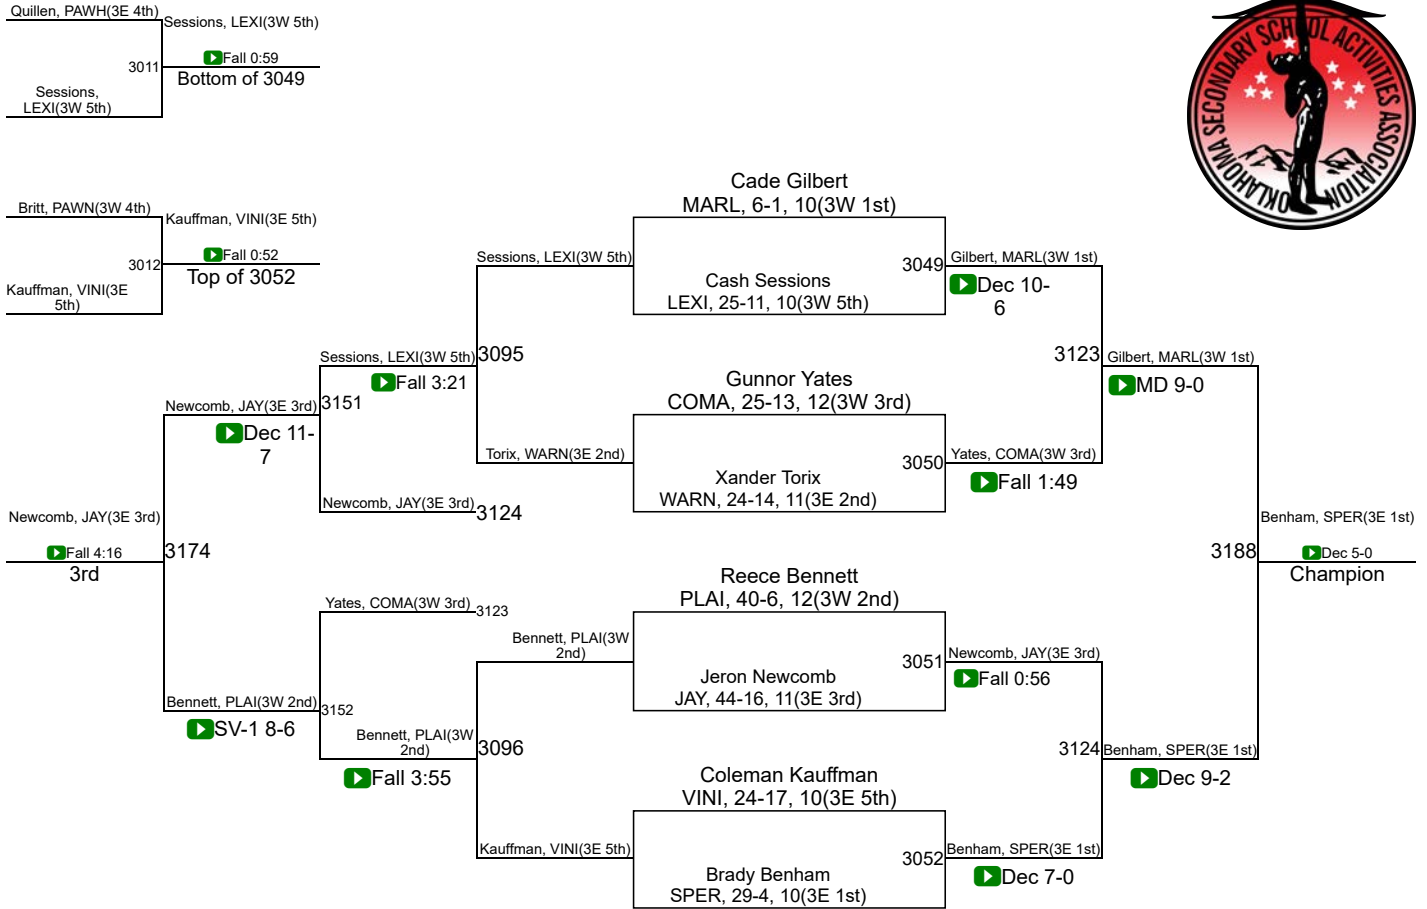 Quillen, PAWH(3E 4th)
Sessions, LEXI(3W 5th)
Fall 0:59
3011
Bottom of 3049
Sessions,
LEXI(3W 5th)
OKLAHOMA SECONDARY SCHOOL ACTIVITIES ASSOCIATION
Britt, PAWN(3W 4th)
Kauffman, VINI(3E 5th)
Fall 0:52
3012
Top of 3052
Kauffman, VINI(3E
5th)
Cade Gilbert
MARL, 6-1, 10(3W 1st)
Sessions, LEXI(3W 5th)
3049
Gilbert, MARL(3W 1st)
Cash Sessions
LEXI, 25-11, 10(3W 5th)
Dec 10-
6
Sessions, LEXI(3W 5th)
3095
Fall 3:21
3123
Gilbert, MARL(3W 1st)
MD 9-0
Gunnor Yates
COMA, 25-13, 12(3W 3rd)
Newcomb, JAY(3E 3rd)
3151
Dec 11-
7
Torix, WARN(3E 2nd)
3050
Yates, COMA(3W 3rd)
Xander Torix
WARN, 24-14, 11(3E 2nd)
Fall 1:49
Newcomb, JAY(3E 3rd)
3124
Newcomb, JAY(3E 3rd)
Fall 4:16
3174
3rd
Benham, SPER(3E 1st)
3188
Dec 5-0
Champion
Reece Bennett
PLAI, 40-6, 12(3W 2nd)
Yates, COMA(3W 3rd)
3123
Bennett, PLAI(3W
2nd)
3051
Newcomb, JAY(3E 3rd)
Jeron Newcomb
JAY, 44-16, 11(3E 3rd)
Fall 0:56
Bennett, PLAI(3W 2nd)
3152
SV-1 8-6
Bennett, PLAI(3W
2nd)
3096
Fall 3:55
3124
Benham, SPER(3E 1st)
Dec 9-2
Coleman Kauffman
VINI, 24-17, 10(3E 5th)
Kauffman, VINI(3E 5th)
3052
Benham, SPER(3E 1st)
Brady Benham
SPER, 29-4, 10(3E 1st)
Dec 7-0